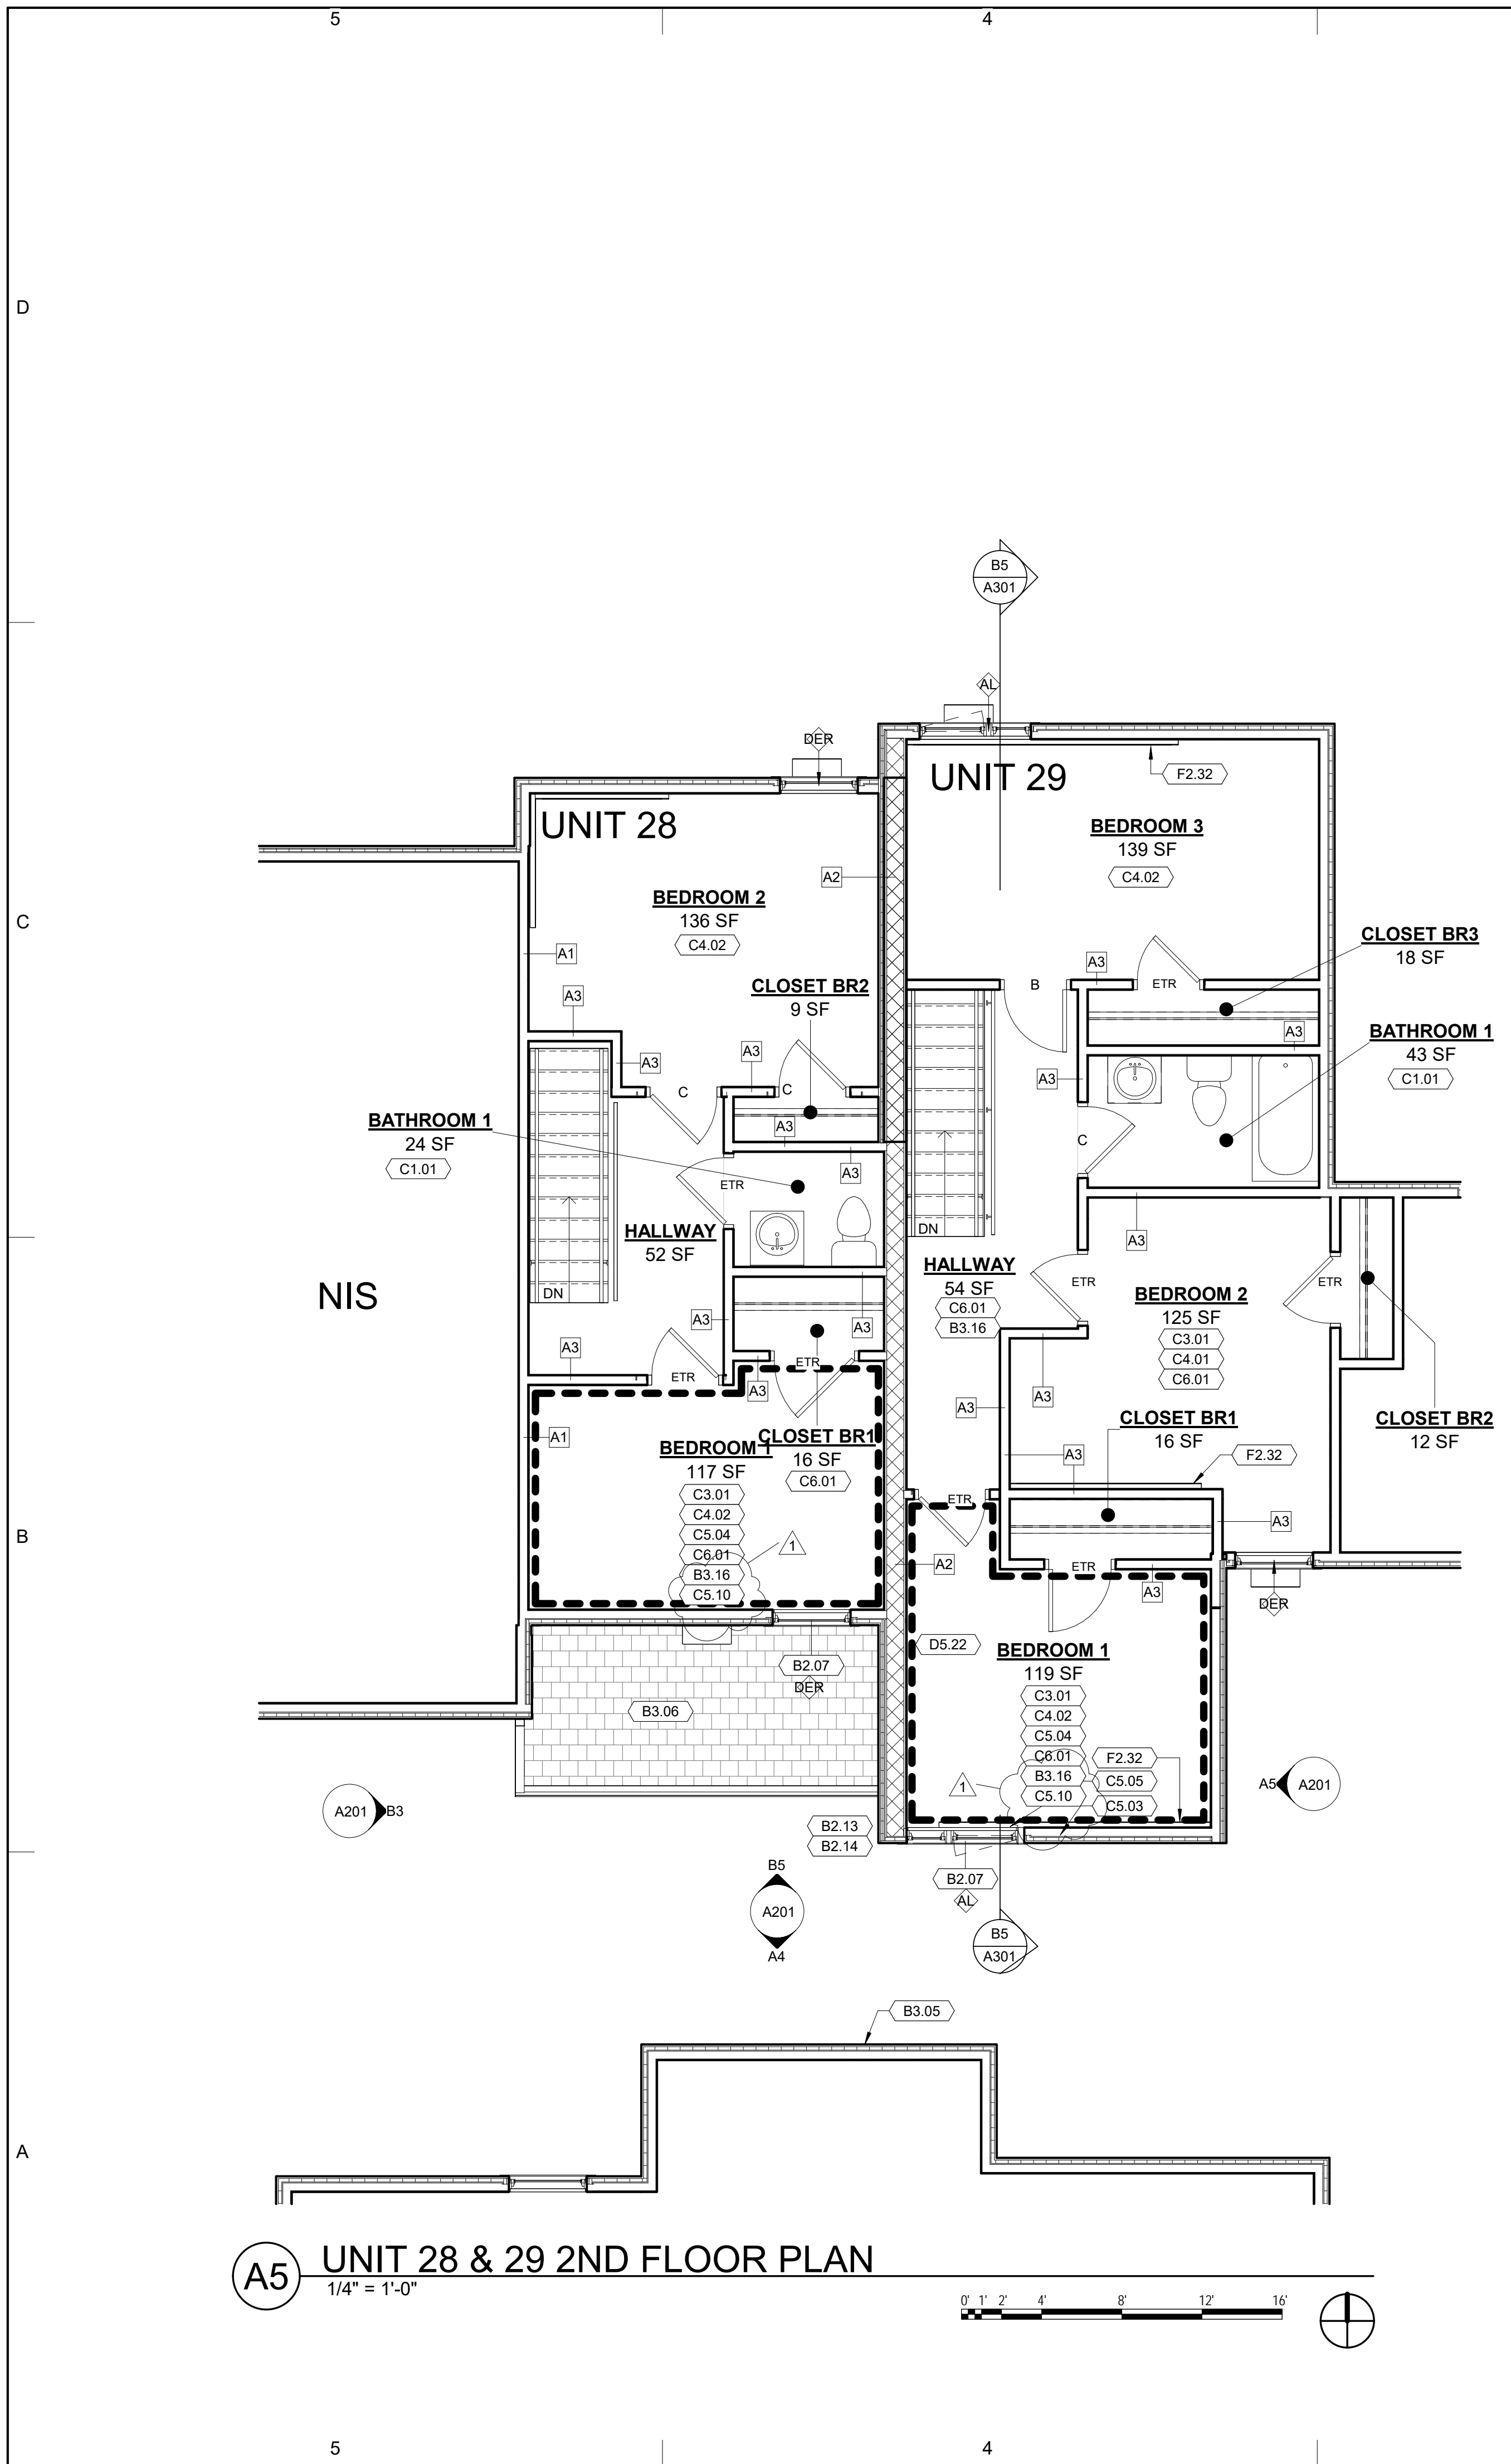 5
4
D
B5
A301
AL
DER
UNIT 29
F2.32
UNIT 28
BEDROOM 3
139 SF
C4.02
A2
BEDROOM 2
136 SF
C4.02
C
CLOSET BR3
18 SF
A1
A3
CLOSET BR2
9 SF
B
ETR
A3
A3
BATHROOM 1
43 SF
C1.01
A3
A3
A3
C
C
BATHROOM 1
24 SF
C1.01
A3
A3
C
ETR
HALLWAY
52 SF
DN
A3
HALLWAY
54 SF
C6.01
B3.16
ETR
ETR
BEDROOM 2
125 SF
C3.01
C4.01
C6.01
NIS
DN
A3
A3
A3
ETR
ETR
A3
A3
A3
CLOSET BR1
16 SF
CLOSET BR2
12 SF
A1
BEDROOM 1
117 SF
C3.01
C4.02
C5.04
C6.01
B3.16
C5.10
CLOSET BR1
16 SF
C6.01
A3
F2.32
ETR
A3
B
1
A2
ETR
A3
DER
D5.22
BEDROOM 1
119 SF
C3.01
C4.02
C5.04
C6.01
B3.16
C5.10
B2.07
DER
B3.06
F2.32
C5.05
C5.03
1
A201
B3
A5
A201
B2.13
B2.14
B5
A201
A4
B2.07
AL
B5
A301
B3.05
A
A5
UNIT 28 & 29 2ND FLOOR PLAN
1/4" = 1'-0"
0' 1' 2' 4' 8' 12' 16'
5
4